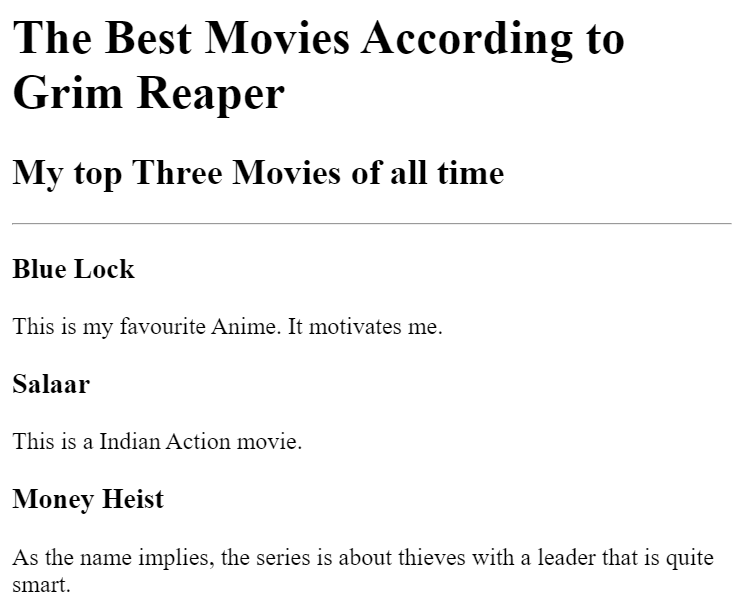 The Best Movies According to
Grim Reaper
My top Three Movies of all time
Blue Lock
This is my favourite Anime. It motivates me.
Salaar
This is a Indian Action movie.
Money Heist
As the name implies, the series is about thieves with a leader that is quite
smart.